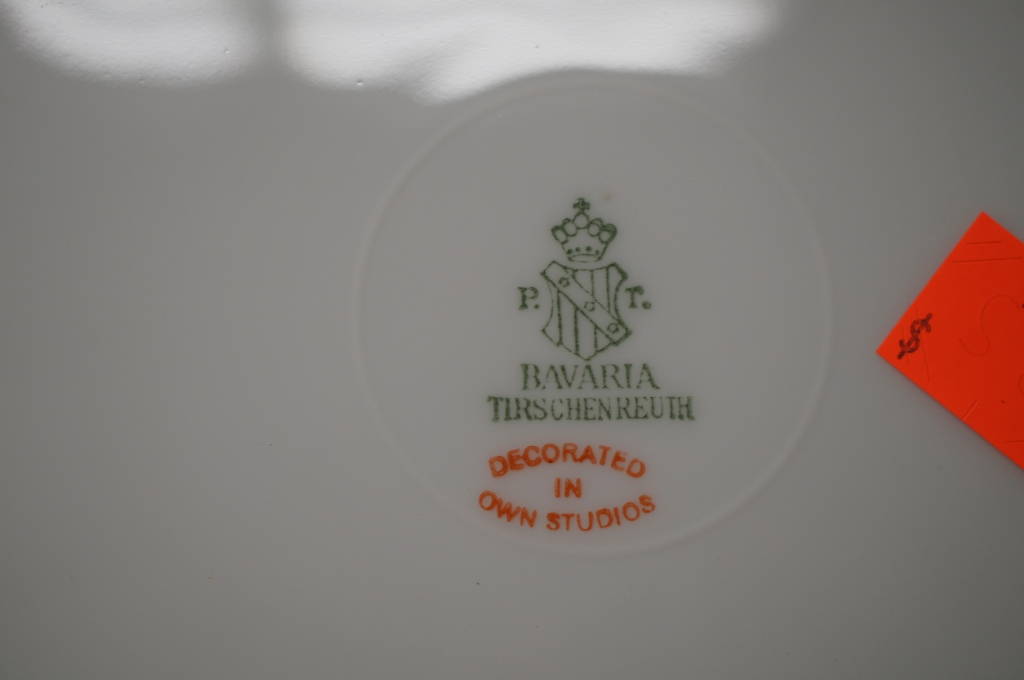 P. T.
BAVARIA
TIRSCHENREUTH
DECORATED
IN
OWN STUDIOS